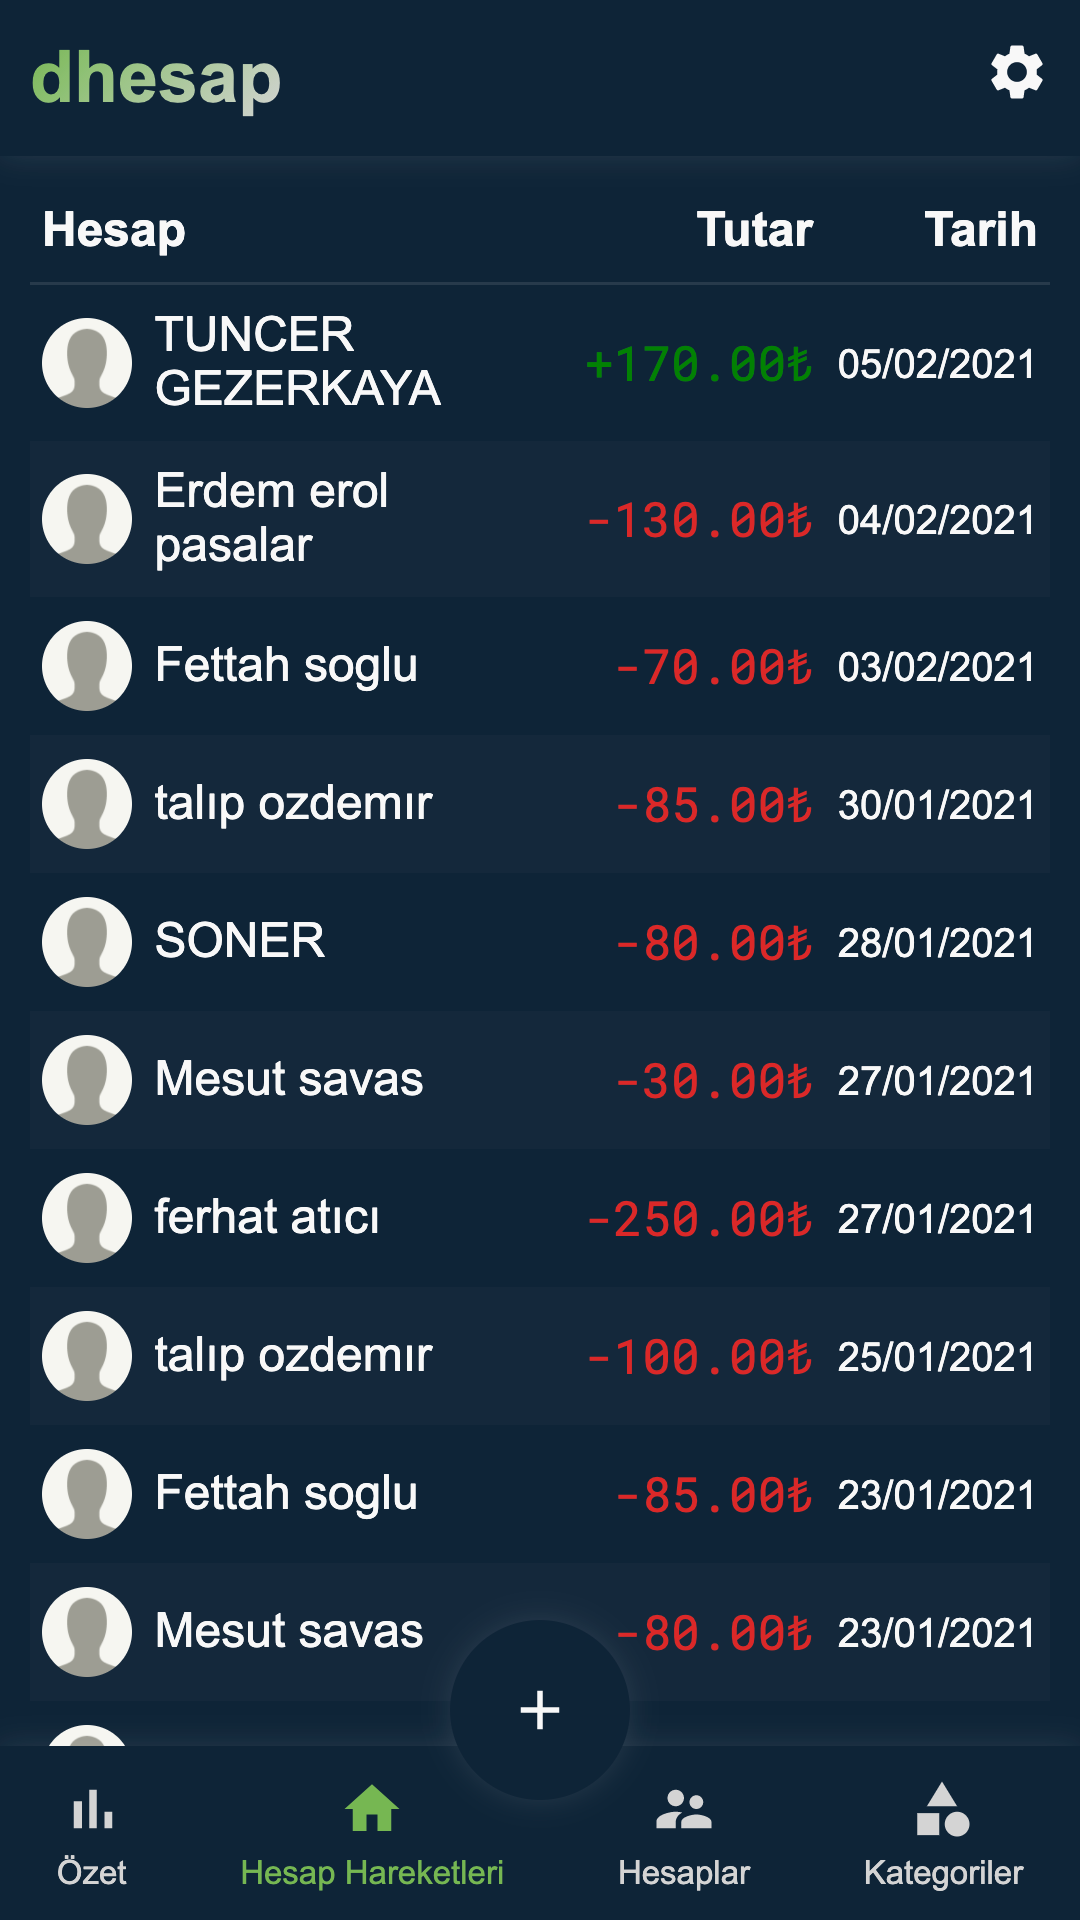 dhesap
Hesap Tutar Tarih
TUNCER
GEZERKAYA
+170.00₺ 05/02/2021
Erdem erol
pasalar
-130.00₺ 04/02/2021
Fettah soglu -70.00₺ 03/02/2021
talıp ozdemır -85.00₺ 30/01/2021
SONER -80.00₺ 28/01/2021
Mesut savas -30.00₺ 27/01/2021
ferhat atıcı -250.00₺ 27/01/2021
talıp ozdemır -100.00₺ 25/01/2021
Fettah soglu -85.00₺ 23/01/2021
Mesut savas -80.00₺ 23/01/2021
+
Özet Hesap Hareketleri Hesaplar Kategoriler